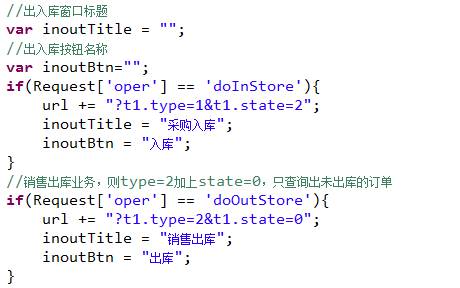 //出入库窗口标题
var inoutTitle = "";
//出入库按钮名称
var inoutBtn="";
if(Request['oper'] == 'doInStore'){
    url += "?t1.type=1&t1.state=2";
    inoutTitle = "采购入库";
    inoutBtn = "入库";
}
//销售出库业务，则type=2加上state=0，只查询出未出库的订单
if(Request['oper'] == 'doOutStore'){
    url += "?t1.type=2&t1.state=0";
    inoutTitle = "销售出库";
    inoutBtn = "出库";
}